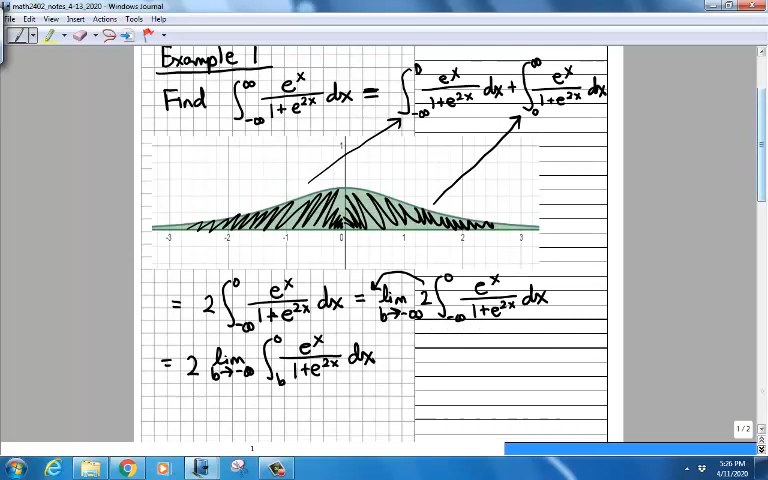 math2402_notes_4-13_2020 - Windows Journal
File Edit View Insert Actions Tools Help
Example 1
Find ∫_{-∞}^{∞} e^x/(1+e^{2x}) dx = ∫_{-∞}^{0} e^x/(1+e^{2x}) dx + ∫_{0}^{∞} e^x/(1+e^{2x}) dx
1
-3 -2 -1 0 1 2 3
= 2 ∫_{-∞}^{0} e^x/(1+e^{2x}) dx = lim_{b→-∞} 2 ∫_{-∞}^{0} e^x/(1+e^{2x}) dx
= 2 lim_{b→-∞} ∫_{b}^{0} e^x/(1+e^{2x}) dx
1/2
1
5:26 PM
4/11/2020